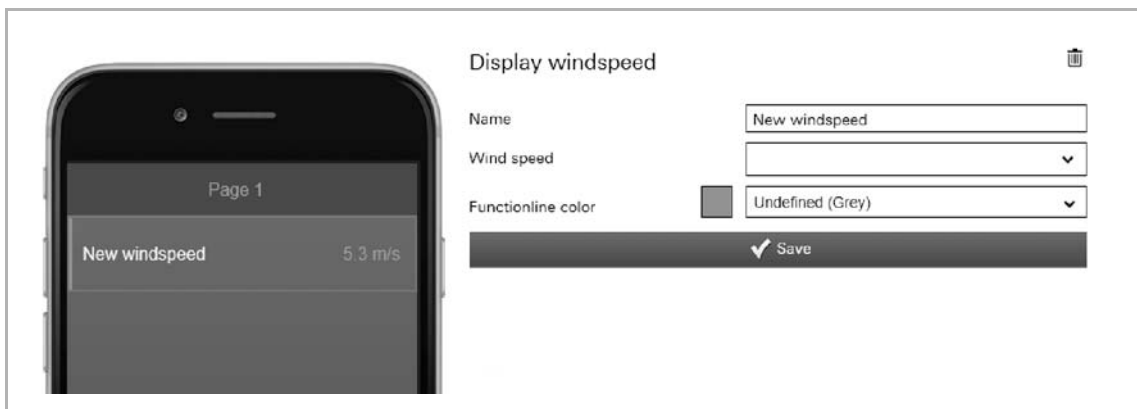 Page 1
New windspeed 5.3 m/s
Display windspeed
Name New windspeed
Wind speed
Functionline color Undefined (Grey)
Save